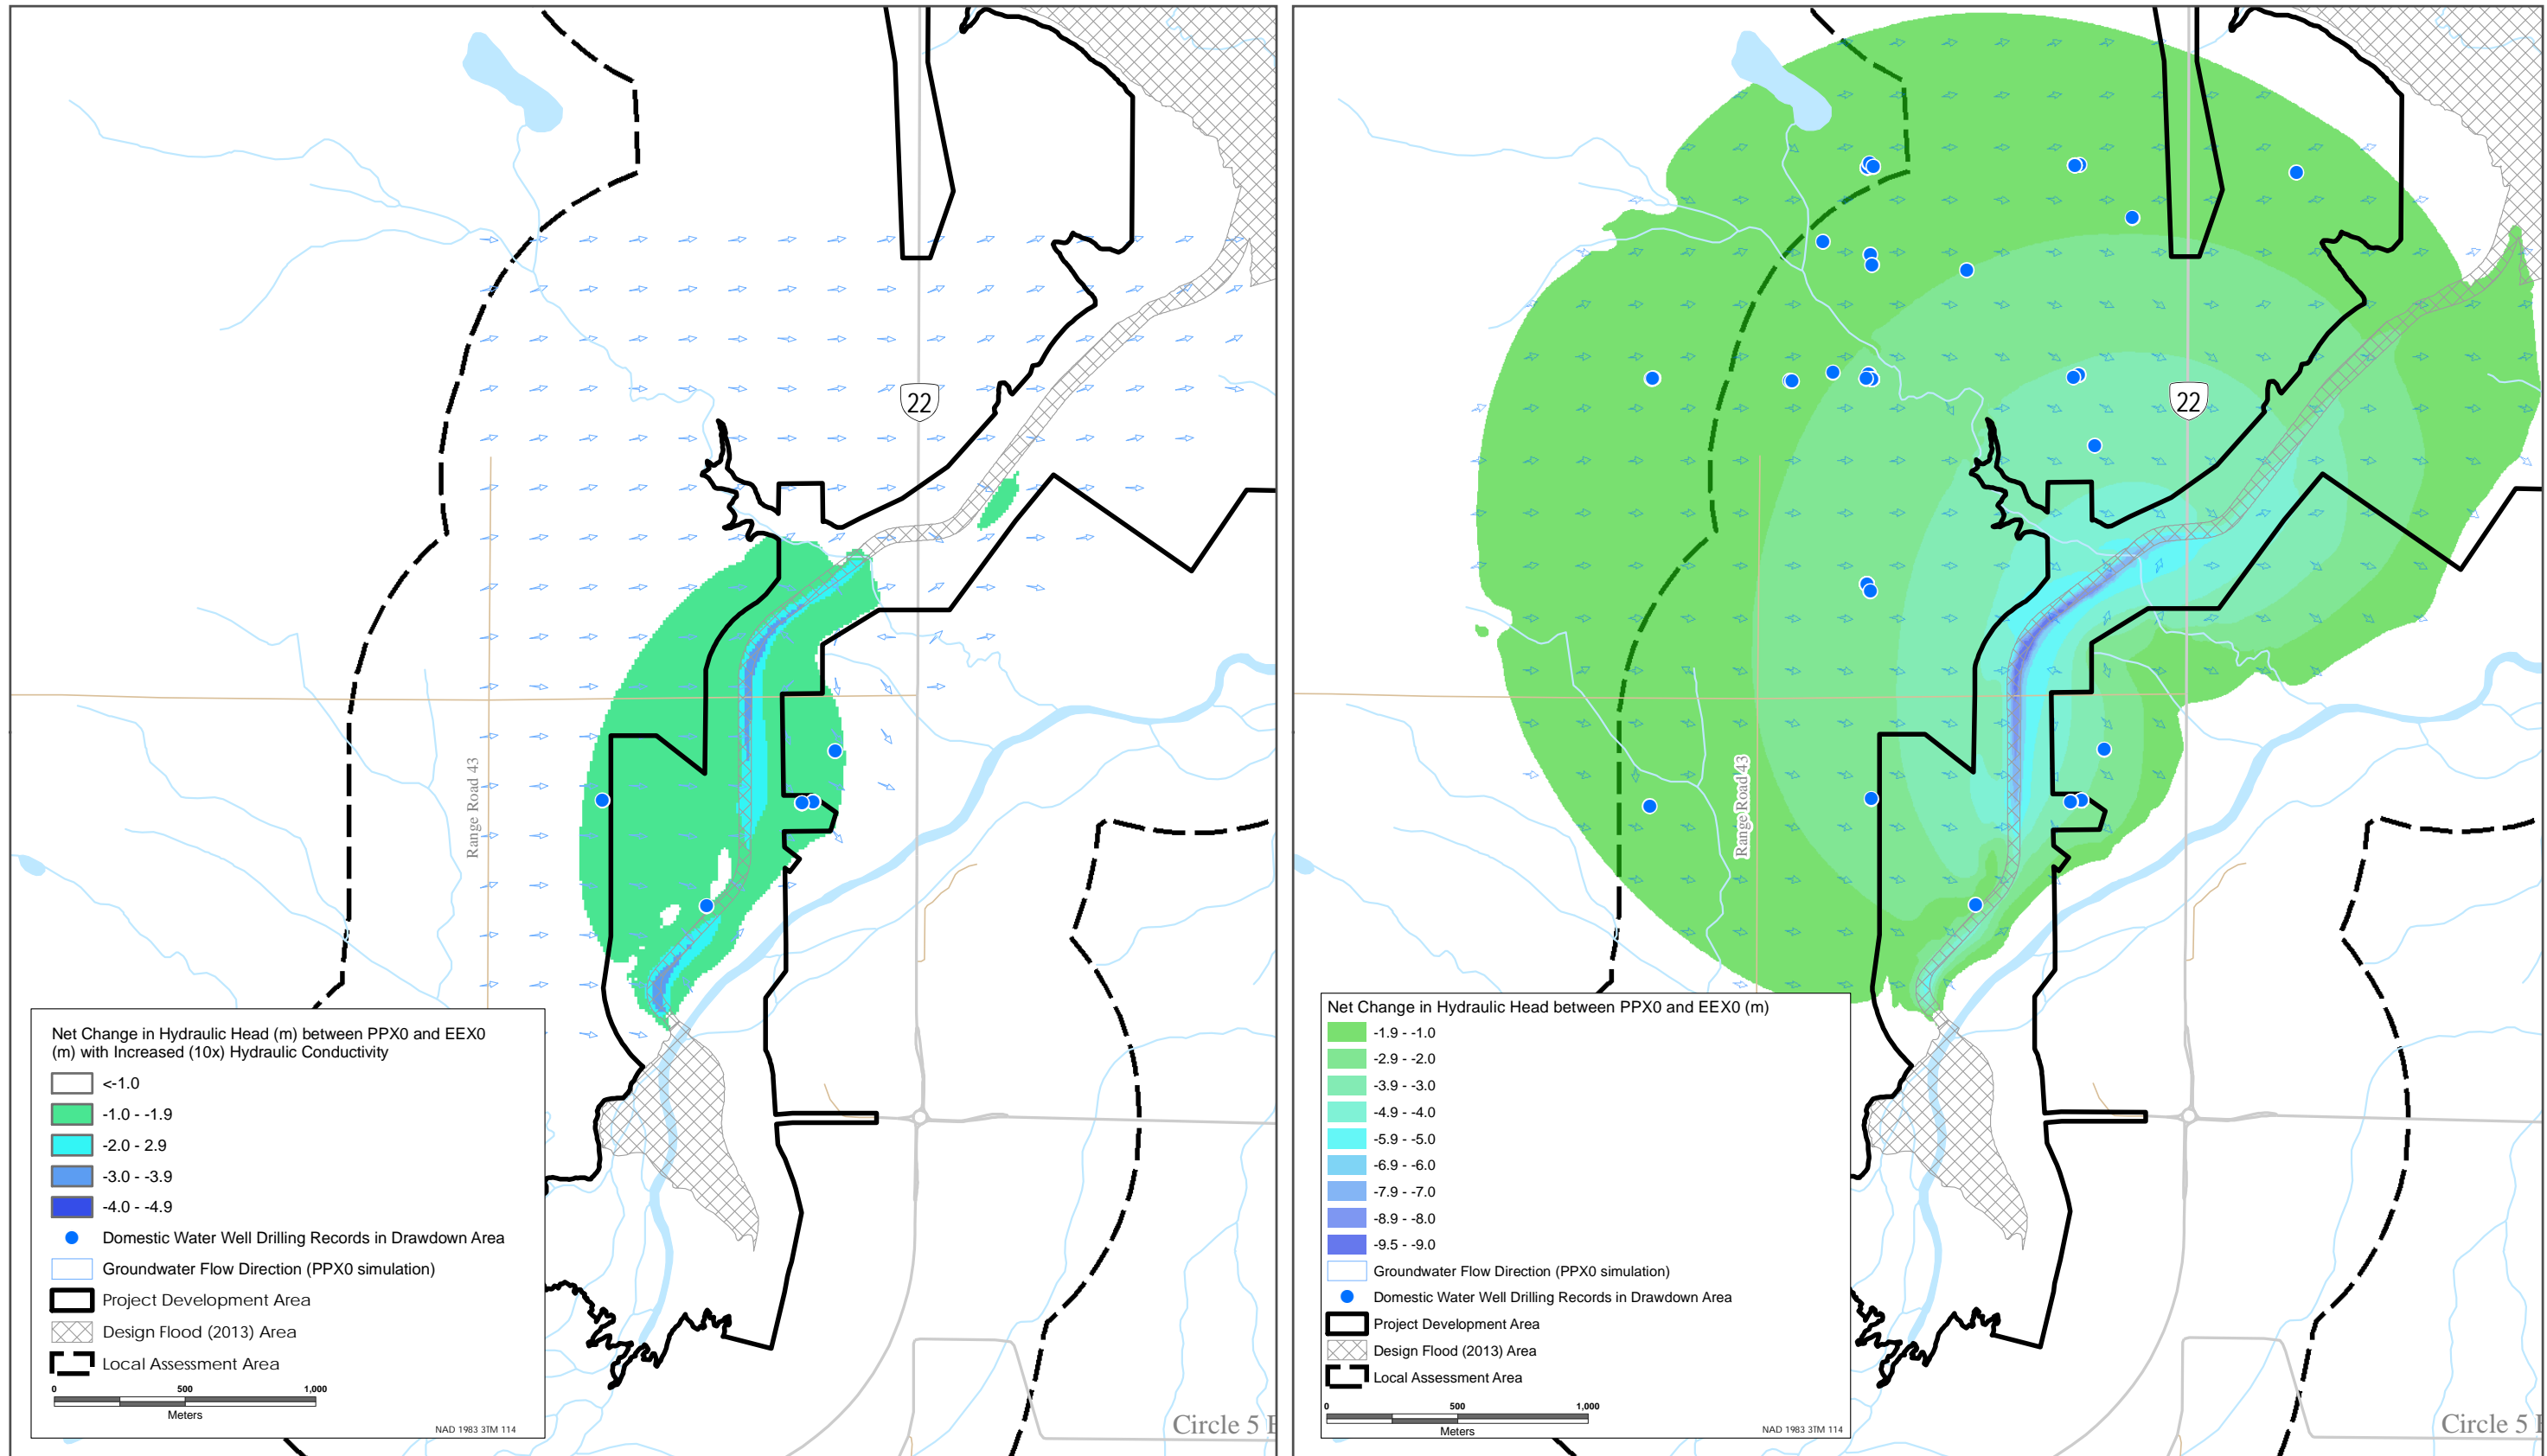 22
Range Road 43
Net Change in Hydraulic Head (m) between PPX0 and EEX0
(m) with Increased (10x) Hydraulic Conductivity
<-1.0
-1.0 - -1.9
-2.0 - 2.9
-3.0 - -3.9
-4.0 - -4.9
Domestic Water Well Drilling Records in Drawdown Area
Groundwater Flow Direction (PPX0 simulation)
Project Development Area
Design Flood (2013) Area
Local Assessment Area
0 500 1,000
Meters
NAD 1983 3TM 114
Circle 5
22
Range Road 43
Net Change in Hydraulic Head between PPX0 and EEX0 (m)
-1.9 - -1.0
-2.9 - -2.0
-3.9 - -3.0
-4.9 - -4.0
-5.9 - -5.0
-6.9 - -6.0
-7.9 - -7.0
-8.9 - -8.0
-9.5 - -9.0
Groundwater Flow Direction (PPX0 simulation)
Domestic Water Well Drilling Records in Drawdown Area
Project Development Area
Design Flood (2013) Area
Local Assessment Area
0 500 1,000
Meters
NAD 1983 3TM 114
Circle 5